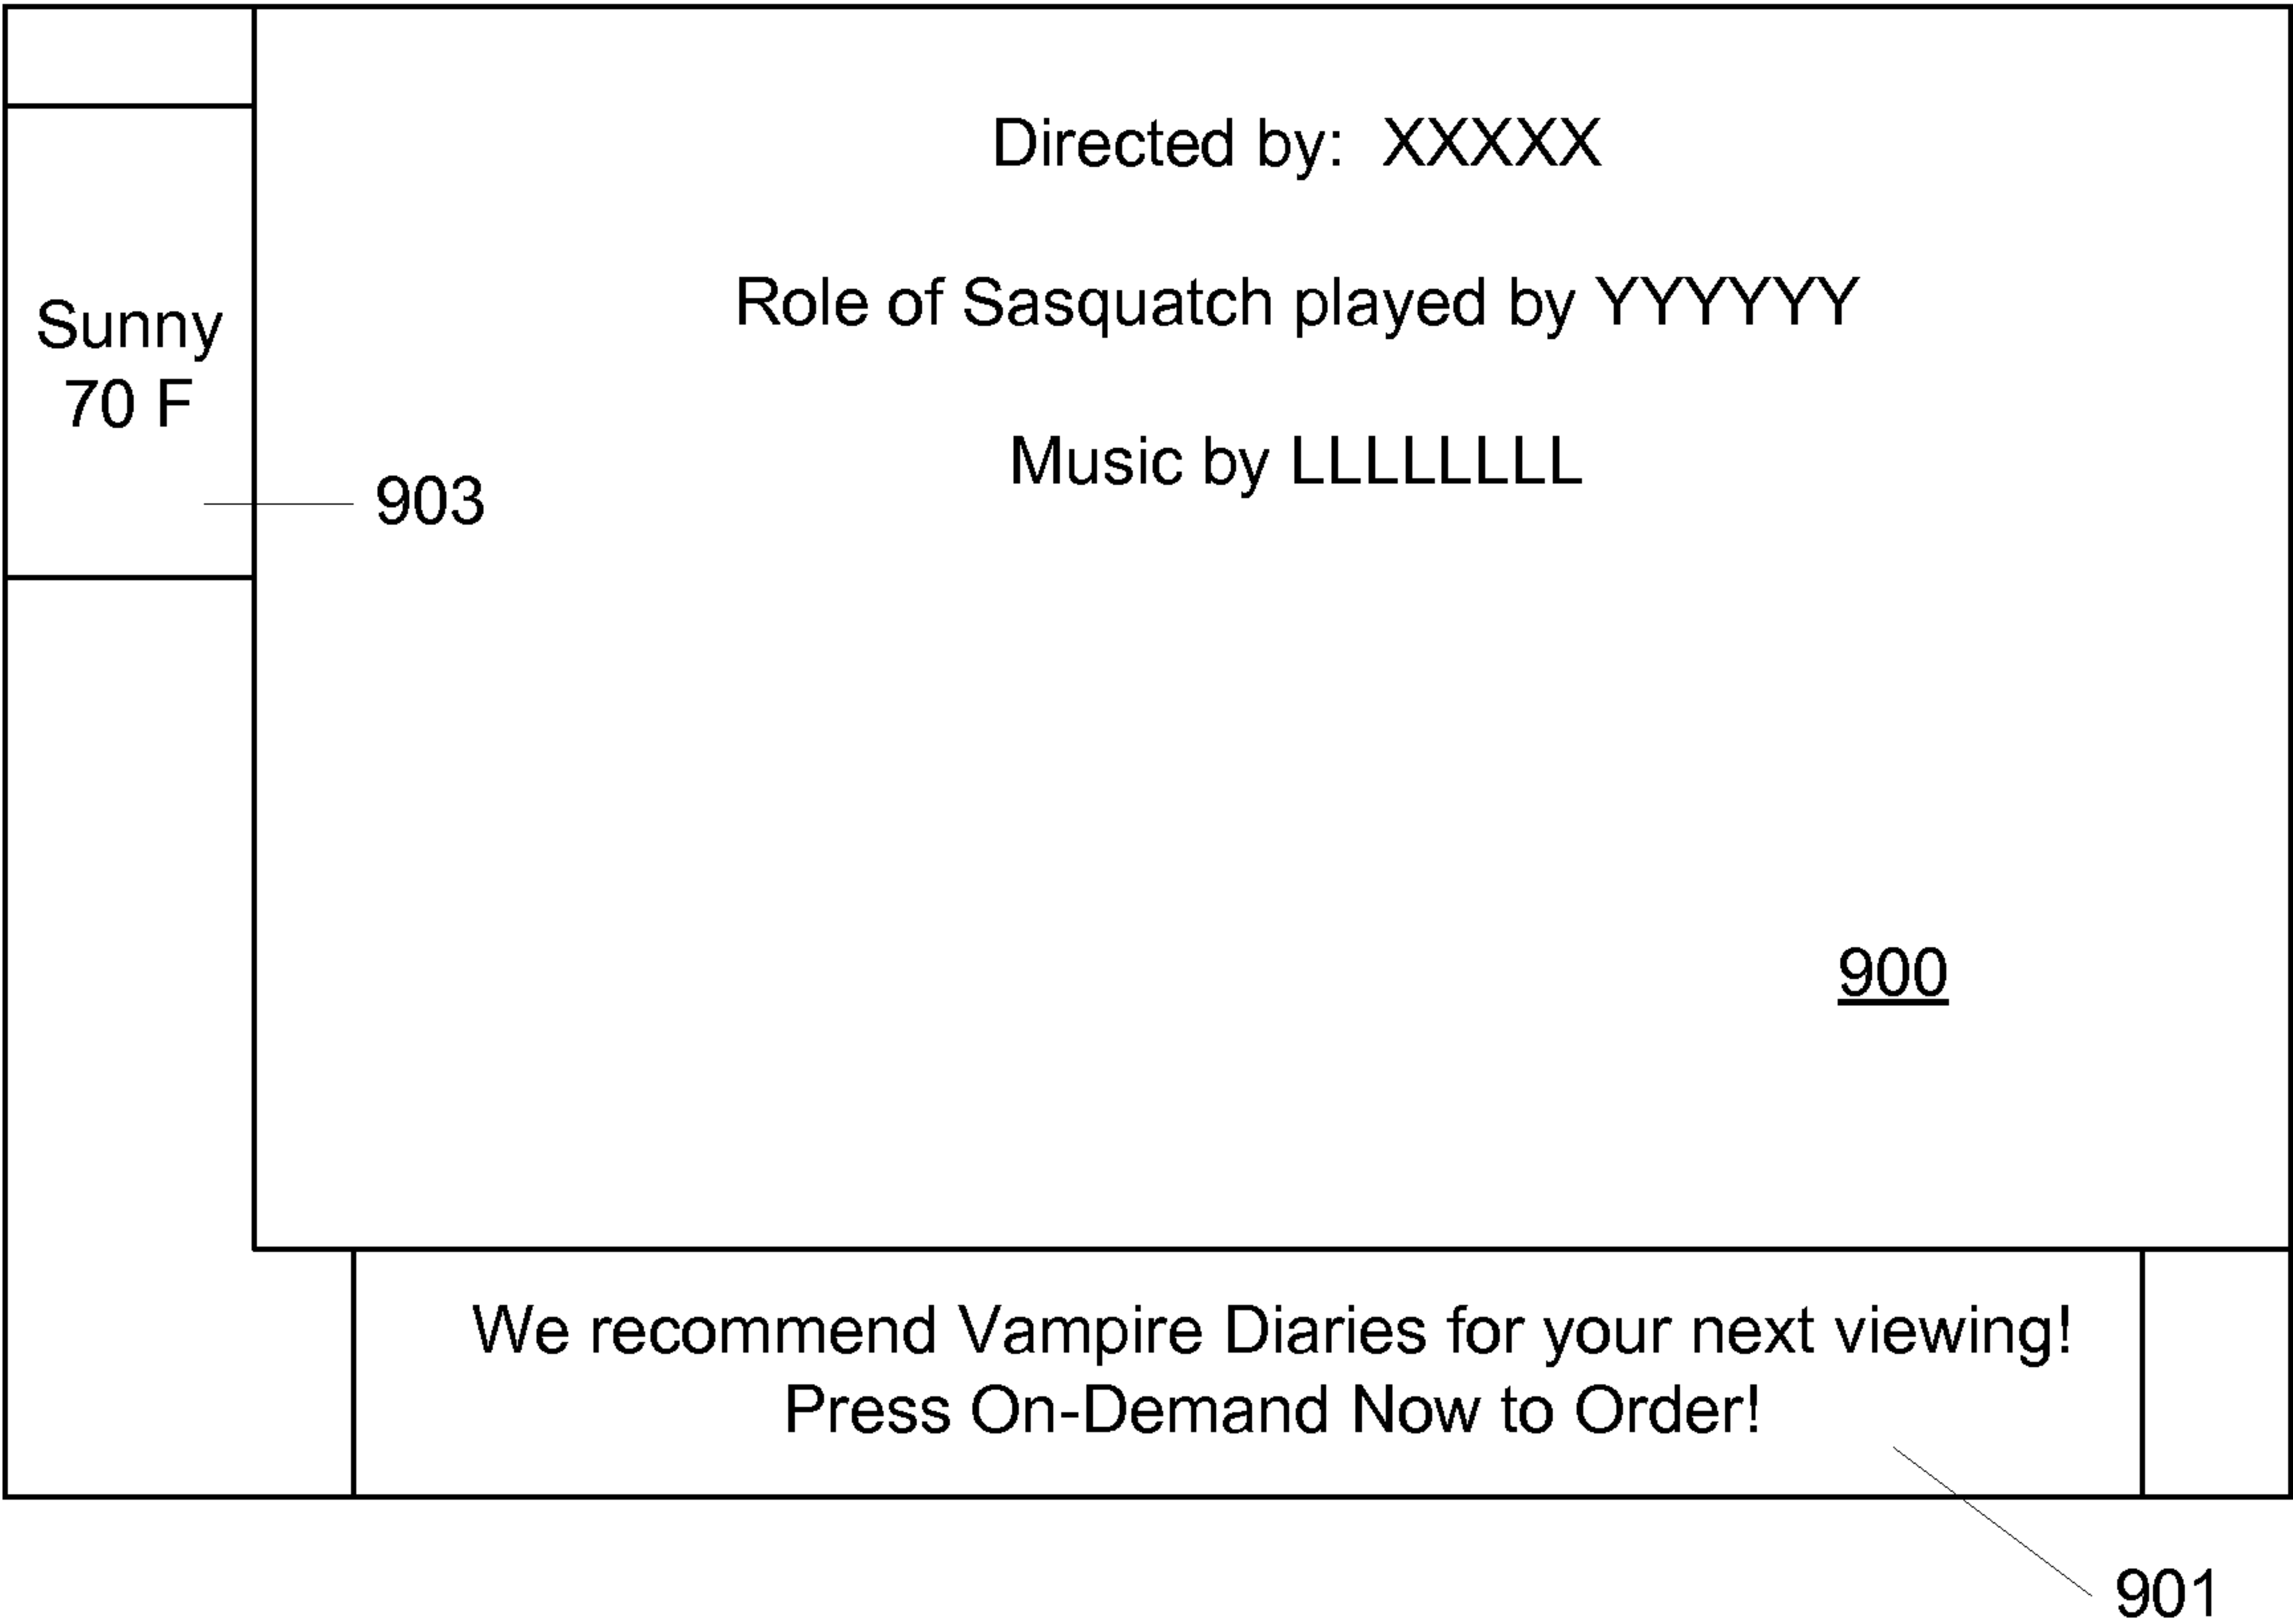 Directed by: XXXXX
Role of Sasquatch played by YYYYYY
Sunny
70 F
Music by LLLLLLLL
903
900
We recommend Vampire Diaries for your next viewing!
Press On-Demand Now to Order!
901